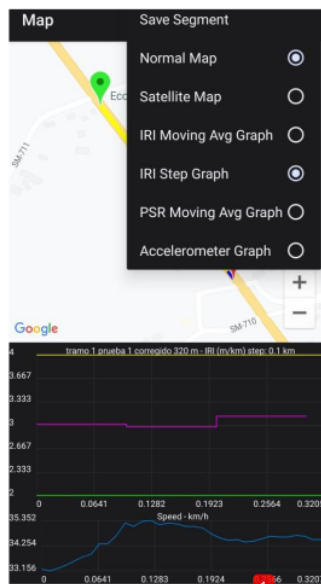 Map
Save Segment
Normal Map
Satellite Map
IRI Moving Avg Graph
IRI Step Graph
PSR Moving Avg Graph
Accelerometer Graph
Eco
SM-711
+
−
Google
SM-710
tramo 1 prueba 1 corregido 320 m - IRI (m/km) step: 0.1 km
4
3.667
3.333
3
2.667
2.333
2
0 0.0641 0.1282 0.1923 0.2564 0.3205
Speed - km/h
35.352
34.254
33.156
0 0.0641 0.1283 0.1924 0.2566 0.3207